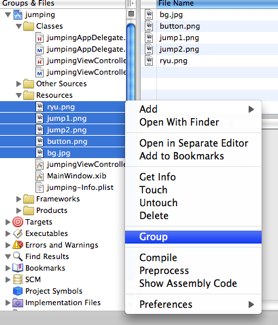 Groups & Files
jumping
Classes
jumpingAppDelegate.
jumpingAppDelegate.
jumpingViewControll
jumpingViewControll
Other Sources
Resources
ryu.png
jump1.png
jump2.png
button.png
bg.jpg
jumpingViewControll
MainWindow.xib
jumping-Info.plist
Frameworks
Products
Targets
Executables
Errors and Warnings
Find Results
Bookmarks
SCM
Project Symbols
Implementation Files
File Name
bg.jpg
button.png
jump1.png
jump2.png
ryu.png
Add
Open With Finder
Open in Separate Editor
Add to Bookmarks
Get Info
Touch
Untouch
Delete
Group
Compile
Preprocess
Show Assembly Code
Preferences